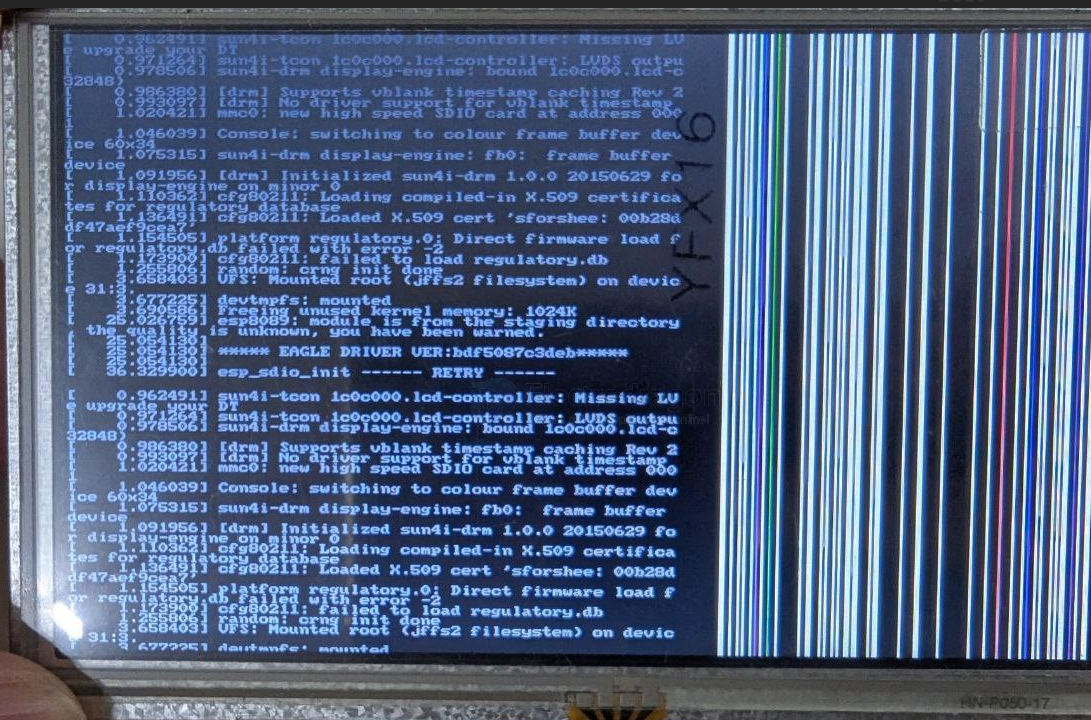 [ 0.962491] sun4i-tcon 1c0c000.lcd-controller: Missing LV
e upgrade your DT
[ 0.971264] sun4i-tcon 1c0c000.lcd-controller: LVDS outpu
[ 0.978506] sun4i-drm display-engine: bound 1c0c000.lcd-c
32848)
[ 0.986380] [drm] Supports vblank timestamp caching Rev 2
[ 0.993097] [drm] No driver support for vblank timestamp
[ 1.020421] mmc0: new high speed SDIO card at address 000
1
[ 1.046039] Console: switching to colour frame buffer dev
ice 60x34
[ 1.075315] sun4i-drm display-engine: fb0: frame buffer
device
[ 1.091956] [drm] Initialized sun4i-drm 1.0.0 20150629 fo
r display-engine on minor 0
[ 1.110362] cfg80211: Loading compiled-in X.509 certifica
tes for regulatory database
[ 1.136491] cfg80211: Loaded X.509 cert 'sforshee: 00b28d
df47aef9cea7'
[ 1.154505] platform regulatory.0: Direct firmware load f
or regulatory.db failed with error -2
[ 1.173900] cfg80211: failed to load regulatory.db
[ 1.255806] random: crng init done
[ 3.658403] VFS: Mounted root (jffs2 filesystem) on devic
e 31:3.
[ 3.677225] devtmpfs: mounted
[ 3.690586] Freeing unused kernel memory: 1024K
[ 25.026759] esp8089: module is from the staging directory
the quality is unknown, you have been warned.
[ 25.054130]
[ 25.054130] ***** EAGLE DRIVER VER:bdf5087c3deb*****
[ 25.054130]
[ 36.329900] esp_sdio_init ------ RETRY ------
[ 0.962491] sun4i-tcon 1c0c000.lcd-controller: Missing LV
e upgrade your DT
[ 0.971264] sun4i-tcon 1c0c000.lcd-controller: LVDS outpu
[ 0.978506] sun4i-drm display-engine: bound 1c0c000.lcd-c
32848)
[ 0.986380] [drm] Supports vblank timestamp caching Rev 2
[ 0.993097] [drm] No driver support for vblank timestamp
[ 1.020421] mmc0: new high speed SDIO card at address 000
1
[ 1.046039] Console: switching to colour frame buffer dev
ice 60x34
[ 1.075315] sun4i-drm display-engine: fb0: frame buffer
device
[ 1.091956] [drm] Initialized sun4i-drm 1.0.0 20150629 fo
r display-engine on minor 0
[ 1.110362] cfg80211: Loading compiled-in X.509 certifica
tes for regulatory database
[ 1.136491] cfg80211: Loaded X.509 cert 'sforshee: 00b28d
df47aef9cea7'
[ 1.154505] platform regulatory.0: Direct firmware load f
or regulatory.db failed with error -2
[ 1.173900] cfg80211: failed to load regulatory.db
[ 1.255806] random: crng init done
[ 3.658403] VFS: Mounted root (jffs2 filesystem) on devic
e 31:3.
[ 3.677225] devtmpfs: mounted
YFX16
HN-P050-17